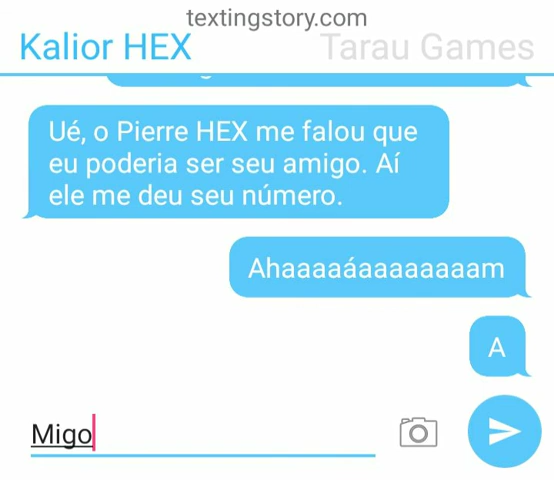 textingstory.com
Kalior HEX
Tarau Games
Ué, o Pierre HEX me falou que
eu poderia ser seu amigo. Aí
ele me deu seu número.
Ahaaaaáaaaaaaaam
A
Migo